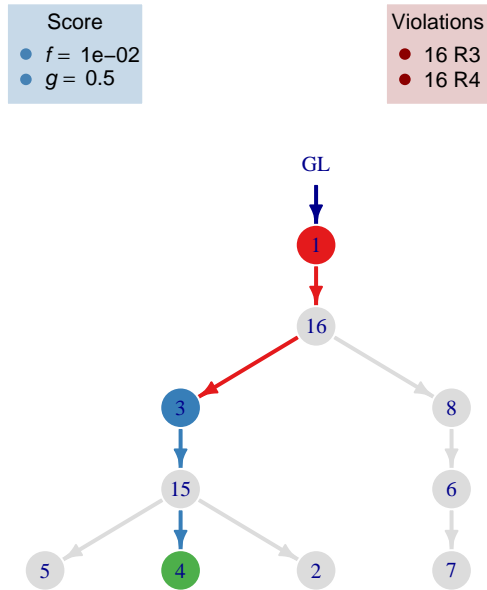 Score
f = 1e−02
g = 0.5
Violations
16 R3
16 R4
GL
1
16
3
8
15
6
5
4
2
7